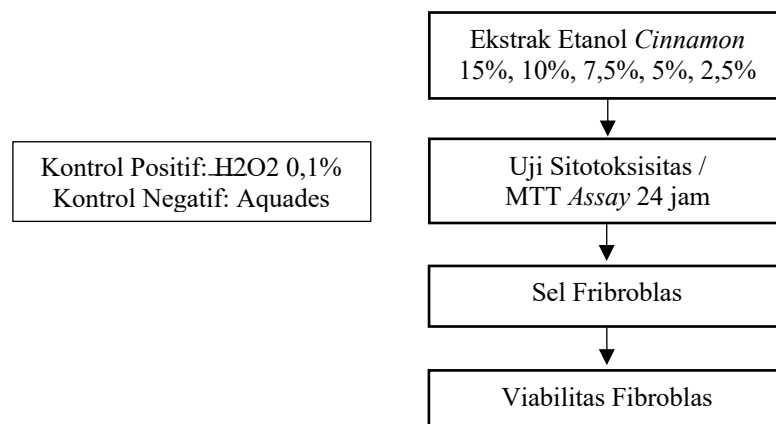 Ekstrak Etanol Cinnamon
15%, 10%, 7,5%, 5%, 2,5%
Kontrol Positif: H2O2 0,1%
Kontrol Negatif: Aquades
Uji Sitotoksisitas /
MTT Assay 24 jam
Sel Fribroblas
Viabilitas Fibroblas